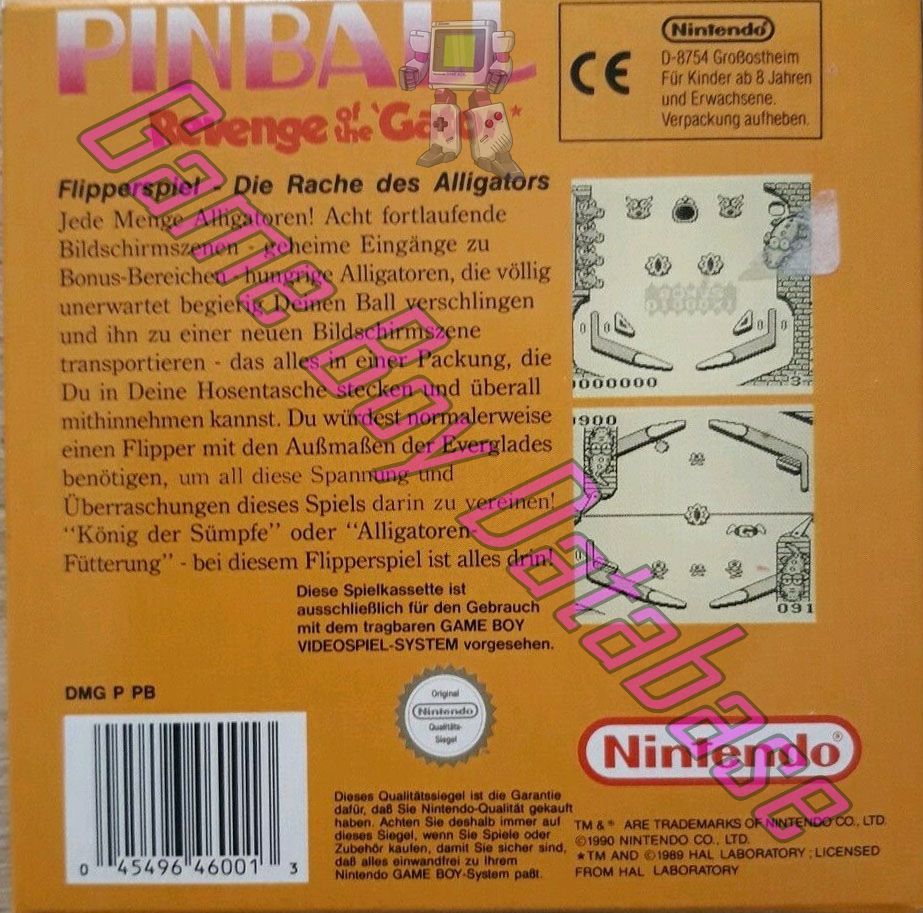 PINBALL
Revenge of the 'Gator*
Nintendo®
CE
D-8754 Großostheim
Für Kinder ab 8 Jahren
und Erwachsene.
Verpackung aufheben.
Flipperspiel - Die Rache des Alligators
Jede Menge Alligatoren! Acht fortlaufende
Bildschirmszenen - geheime Eingänge zu
Bonus-Bereichen - hungrige Alligatoren, die völlig
unerwartet begierig Deinen Ball verschlingen
und ihn zu einer neuen Bildschirmszene
transportieren - das alles in einer Packung, die
Du in Deine Hosentasche stecken und überall
mithinnehmen kannst. Du würdest normalerweise
einen Flipper mit den Außmaßen der Everglades
benötigen, um all diese Spannung und
Überraschungen dieses Spiels darin zu vereinen!
“König der Sümpfe” oder “Alligatoren-
Fütterung” - bei diesem Flipperspiel ist alles drin!
0000000 3
900
091
Diese Spielkassette ist
ausschließlich für den Gebrauch
mit dem tragbaren GAME BOY
VIDEOSPIEL-SYSTEM vorgesehen.
DMG P PB
0 45496 46001 3
Original
Nintendo
Qualitäts-
Siegel
Dieses Qualitätssiegel ist die Garantie
dafür, daß Sie Nintendo-Qualität gekauft
haben. Achten Sie deshalb immer auf
dieses Siegel, wenn Sie Spiele oder
Zubehör kaufen, damit Sie sicher sind,
daß alles einwandfrei zu Ihrem
Nintendo GAME BOY-System paßt.
Nintendo®
TM & ® ARE TRADEMARKS OF NINTENDO CO., LTD.
©1990 NINTENDO CO., LTD.
★TM AND ©1989 HAL LABORATORY ; LICENSED
FROM HAL LABORATORY
Game Boy Database